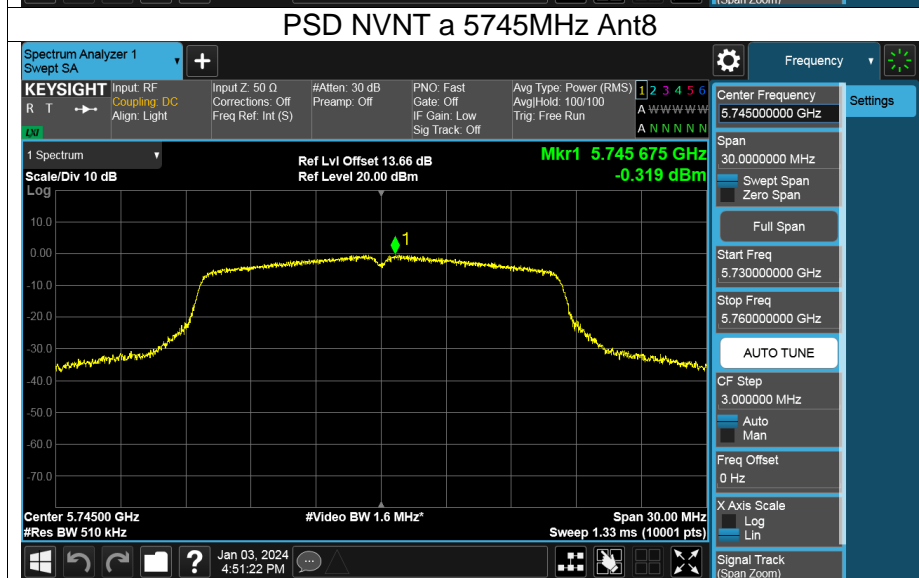 (Span Zoom)
PSD NVNT a 5745MHz Ant8
Spectrum Analyzer 1
Swept SA
+
Frequency
KEYSIGHT
R T
LXI
Input: RF
Coupling: DC
Align: Light
Input Z: 50 Ω
Corrections: Off
Freq Ref: Int (S)
#Atten: 30 dB
Preamp: Off
PNO: Fast
Gate: Off
IF Gain: Low
Sig Track: Off
Avg Type: Power (RMS)
Avg|Hold: 100/100
Trig: Free Run
1 2 3 4 5 6
A W W W W W
A N N N N N
1 Spectrum
Scale/Div 10 dB
Log
Ref Lvl Offset 13.66 dB
Ref Level 20.00 dBm
Mkr1 5.745 675 GHz
-0.319 dBm
10.0
0.00
-10.0
-20.0
-30.0
-40.0
-50.0
-60.0
-70.0
1
Center 5.74500 GHz
#Res BW 510 kHz
#Video BW 1.6 MHz*
Span 30.00 MHz
Sweep 1.33 ms (10001 pts)
?
Jan 03, 2024
4:51:22 PM
Center Frequency
5.745000000 GHz
Settings
Span
30.0000000 MHz
Swept Span
Zero Span
Full Span
Start Freq
5.730000000 GHz
Stop Freq
5.760000000 GHz
AUTO TUNE
CF Step
3.000000 MHz
Auto
Man
Freq Offset
0 Hz
X Axis Scale
Log
Lin
Signal Track
(Span Zoom)